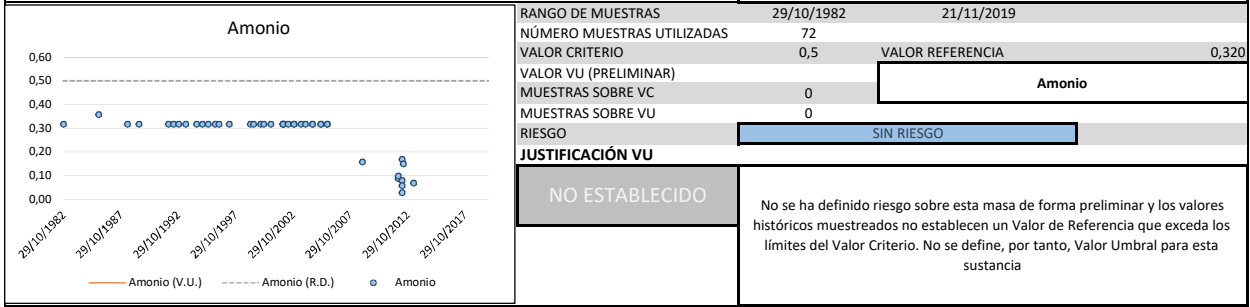 Amonio
0,60
0,50
0,40
0,30
0,20
0,10
0,00
29/10/1982
29/10/1987
29/10/1992
29/10/1997
29/10/2002
29/10/2007
29/10/2012
29/10/2017
Amonio (V.U.) Amonio (R.D.) Amonio
RANGO DE MUESTRAS 29/10/1982 21/11/2019
NÚMERO MUESTRAS UTILIZADAS 72
VALOR CRITERIO 0,5 VALOR REFERENCIA 0,320
VALOR VU (PRELIMINAR)
Amonio
MUESTRAS SOBRE VC 0
MUESTRAS SOBRE VU 0
RIESGO SIN RIESGO
JUSTIFICACIÓN VU
NO ESTABLECIDO
No se ha definido riesgo sobre esta masa de forma preliminar y los valores
históricos muestreados no establecen un Valor de Referencia que exceda los
límites del Valor Criterio. No se define, por tanto, Valor Umbral para esta
sustancia